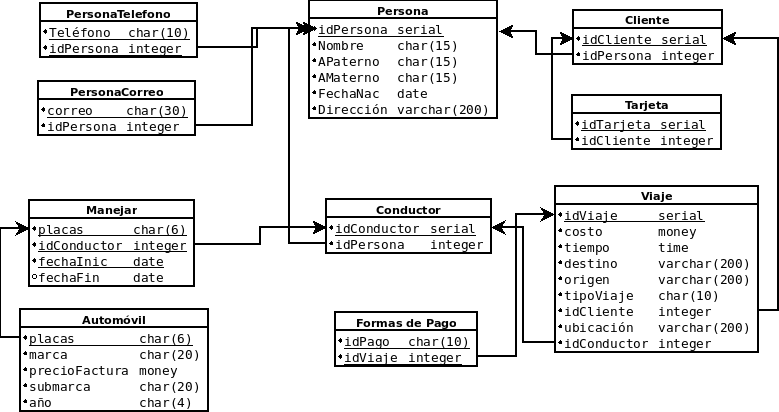 PersonaTelefono
Teléfono char(10)
idPersona integer
PersonaCorreo
correo char(30)
idPersona integer
Persona
idPersona serial
Nombre char(15)
APaterno char(15)
AMaterno char(15)
FechaNac date
Dirección varchar(200)
Cliente
idCliente serial
idPersona integer
Tarjeta
idTarjeta serial
idCliente integer
Manejar
placas char(6)
idConductor integer
fechaInic date
fechaFin date
Conductor
idConductor serial
idPersona integer
Viaje
idViaje serial
costo money
tiempo time
destino varchar(200)
origen varchar(200)
tipoViaje char(10)
idCliente integer
ubicación varchar(200)
idConductor integer
Automóvil
placas char(6)
marca char(20)
precioFactura money
submarca char(20)
año char(4)
Formas de Pago
idPago char(10)
idViaje integer